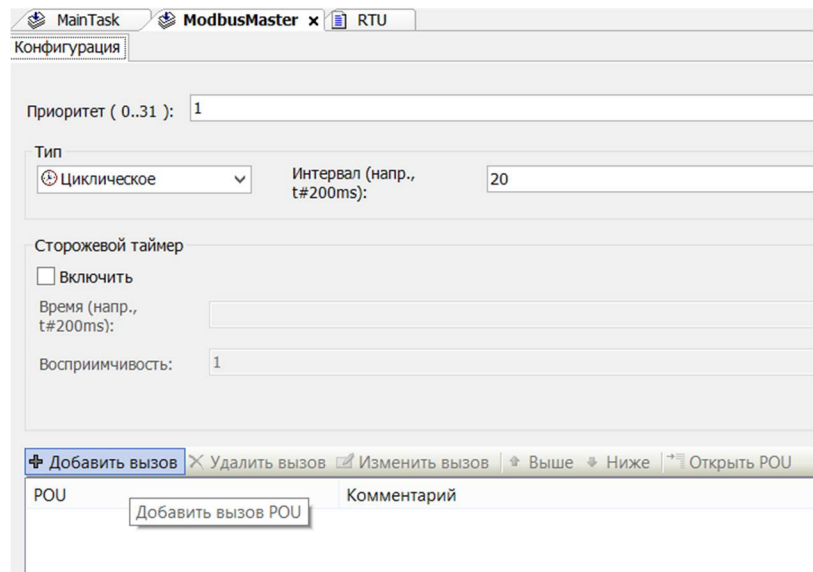 MainTask ModbusMaster x RTU
Конфигурация
Приоритет ( 0..31 ): 1
Тип
Циклическое Интервал (напр., t#200ms): 20
Сторожевой таймер
Включить
Время (напр., t#200ms):
Восприимчивость: 1
Добавить вызов Удалить вызов Изменить вызов Выше Ниже Открыть POU
POU Комментарий
Добавить вызов POU